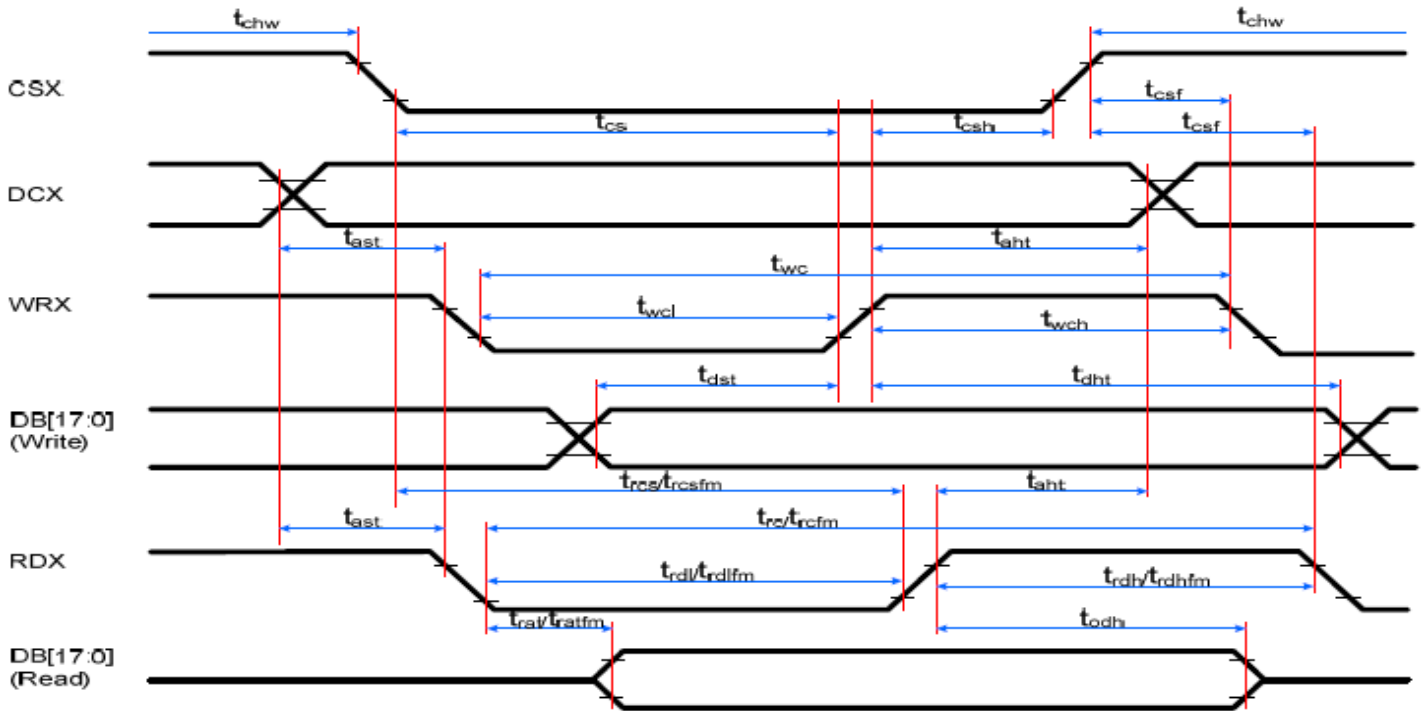 tchw
tchw
CSX
tcsf
tcs
tcsh
tcsf
DCX
tast
taht
twc
WRX
twcl
twch
tdst
tdht
DB[17:0]
(Write)
trcs/trcsfm
taht
tast
trc/trcfm
RDX
trdl/trdlfm
trdh/trdhfm
trat/tratfm
todh
DB[17:0]
(Read)